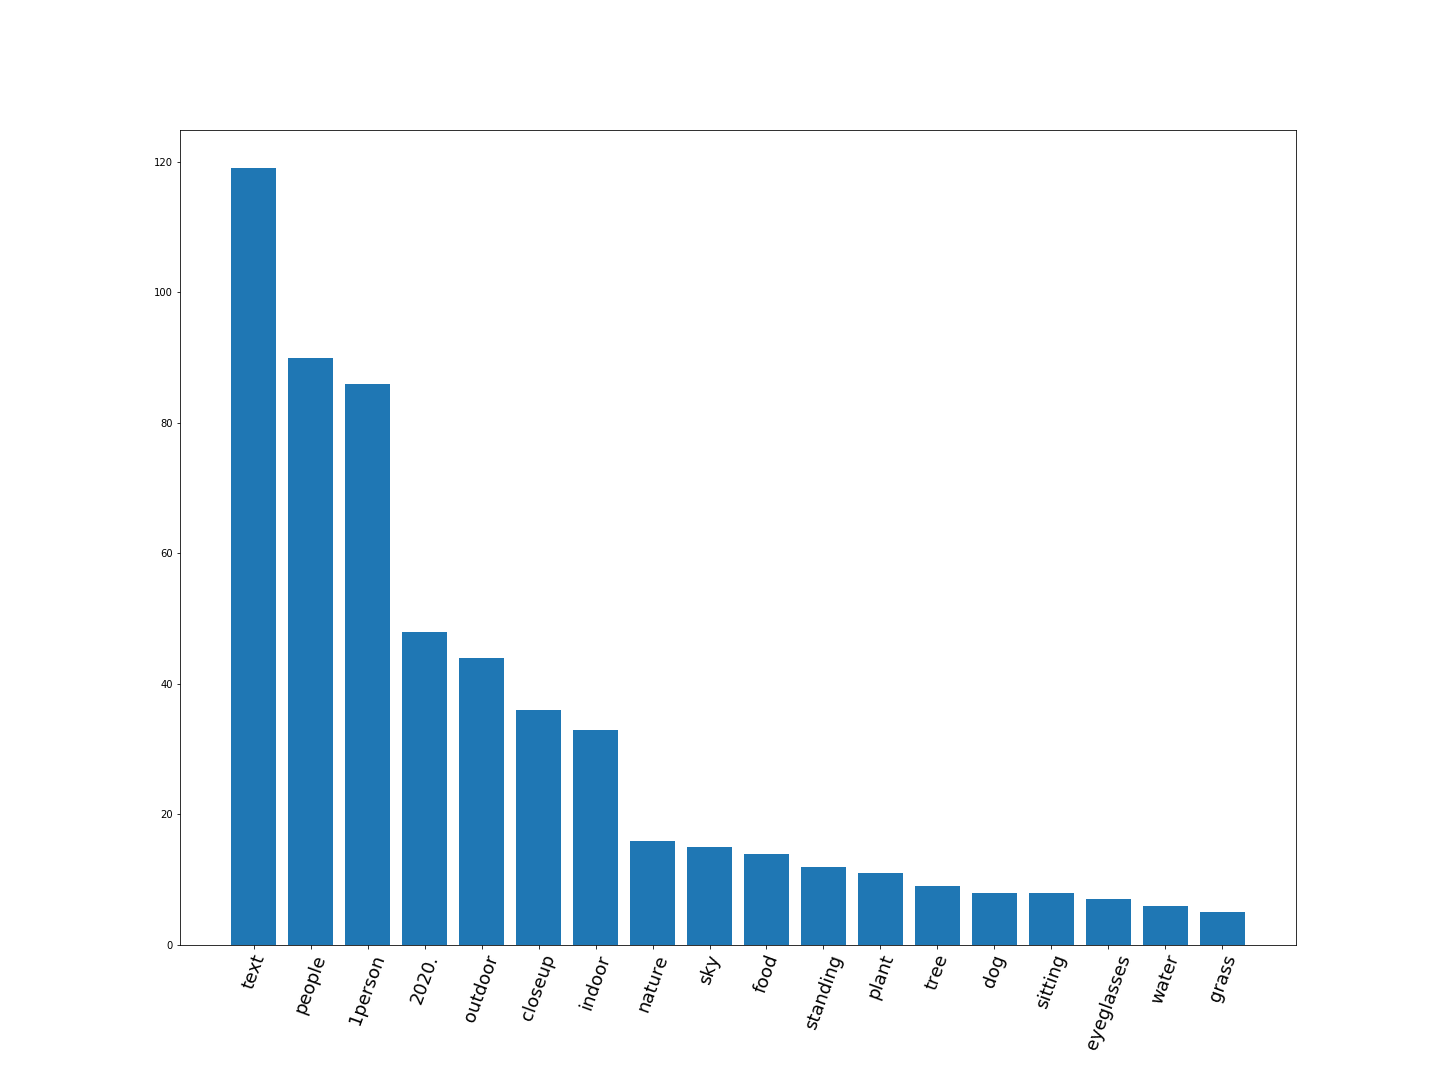 120
100
80
60
40
20
0
text
people
1person
2020.
outdoor
closeup
indoor
nature
sky
food
standing
plant
tree
dog
sitting
eyeglasses
water
grass